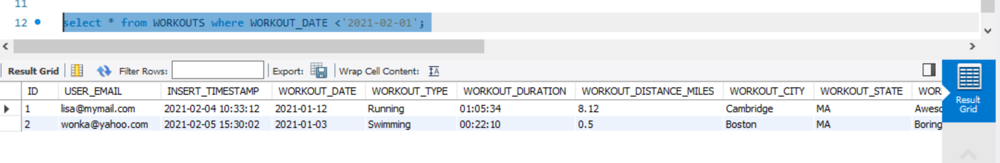 11
12 select * from WORKOUTS where WORKOUT_DATE <'2021-02-01';
Result Grid Filter Rows: Export: Wrap Cell Content: IA
ID USER_EMAIL INSERT_TIMESTAMP WORKOUT_DATE WORKOUT_TYPE WORKOUT_DURATION WORKOUT_DISTANCE_MILES WORKOUT_CITY WORKOUT_STATE WOR
1 lisa@mymail.com 2021-02-04 10:33:12 2021-01-12 Running 01:05:34 8.12 Cambridge MA Awesc
2 wonka@yahoo.com 2021-02-05 15:30:02 2021-01-03 Swimming 00:22:10 0.5 Boston MA Boring
Result
Grid